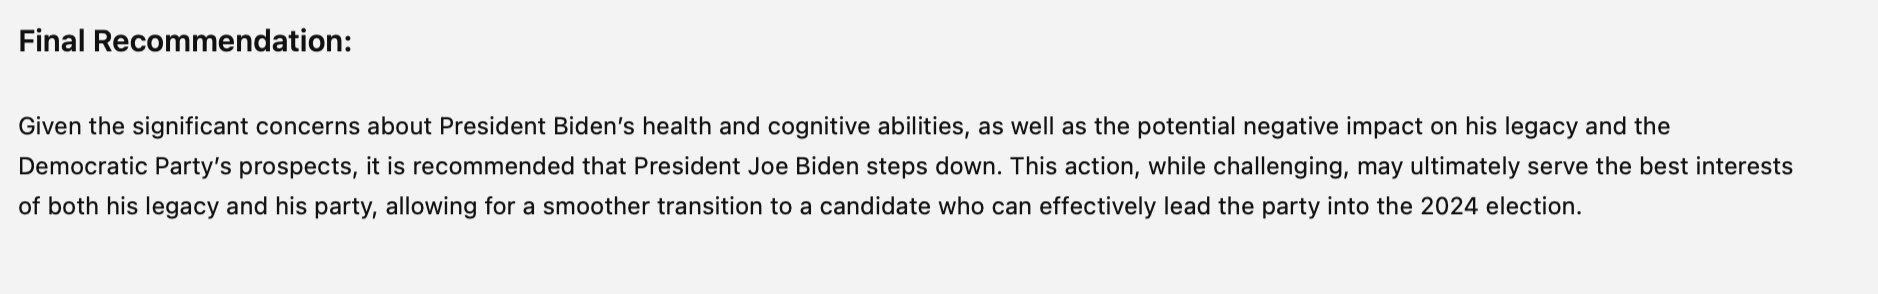 Final Recommendation:
Given the significant concerns about President Biden’s health and cognitive abilities, as well as the potential negative impact on his legacy and the
Democratic Party’s prospects, it is recommended that President Joe Biden steps down. This action, while challenging, may ultimately serve the best interests
of both his legacy and his party, allowing for a smoother transition to a candidate who can effectively lead the party into the 2024 election.